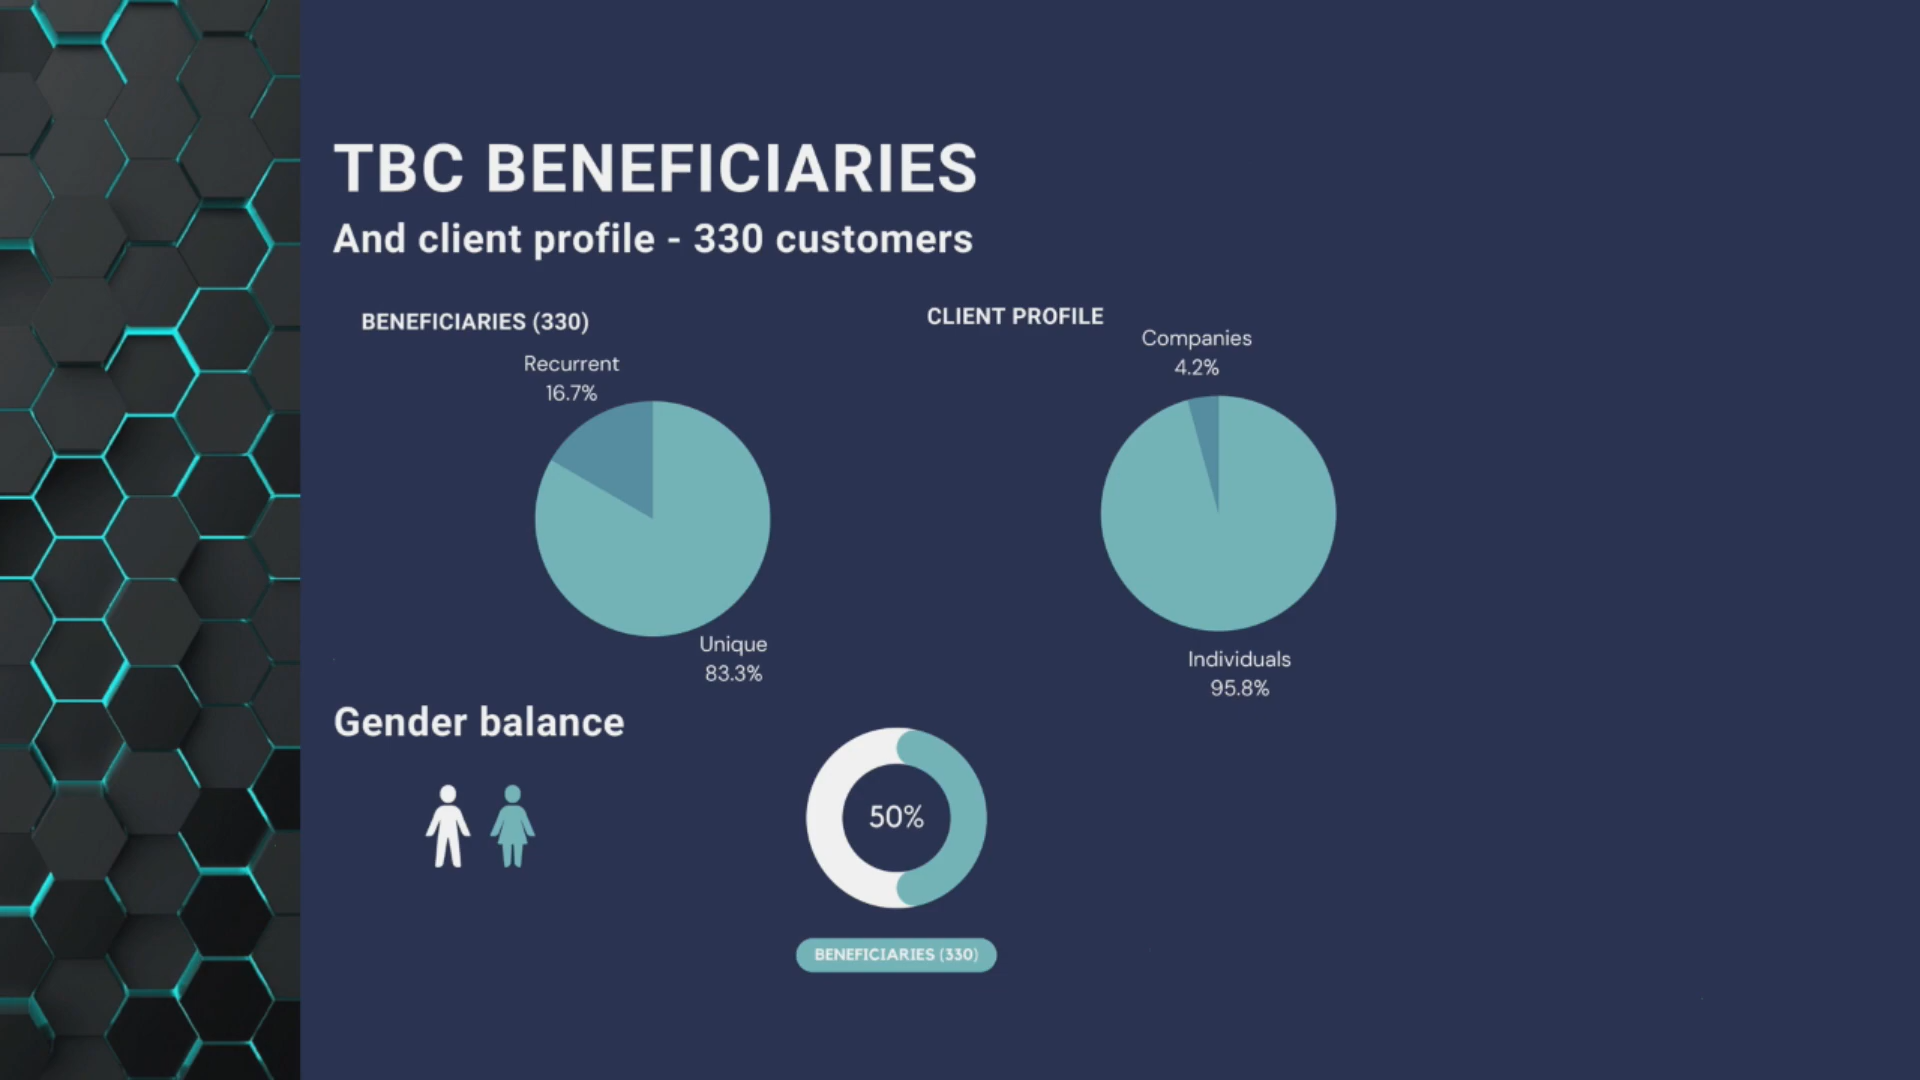 TBC BENEFICIARIES
And client profile - 330 customers
BENEFICIARIES (330)
Recurrent
16.7%
Unique
83.3%
CLIENT PROFILE
Companies
4.2%
Individuals
95.8%
Gender balance
50%
BENEFICIARIES (330)